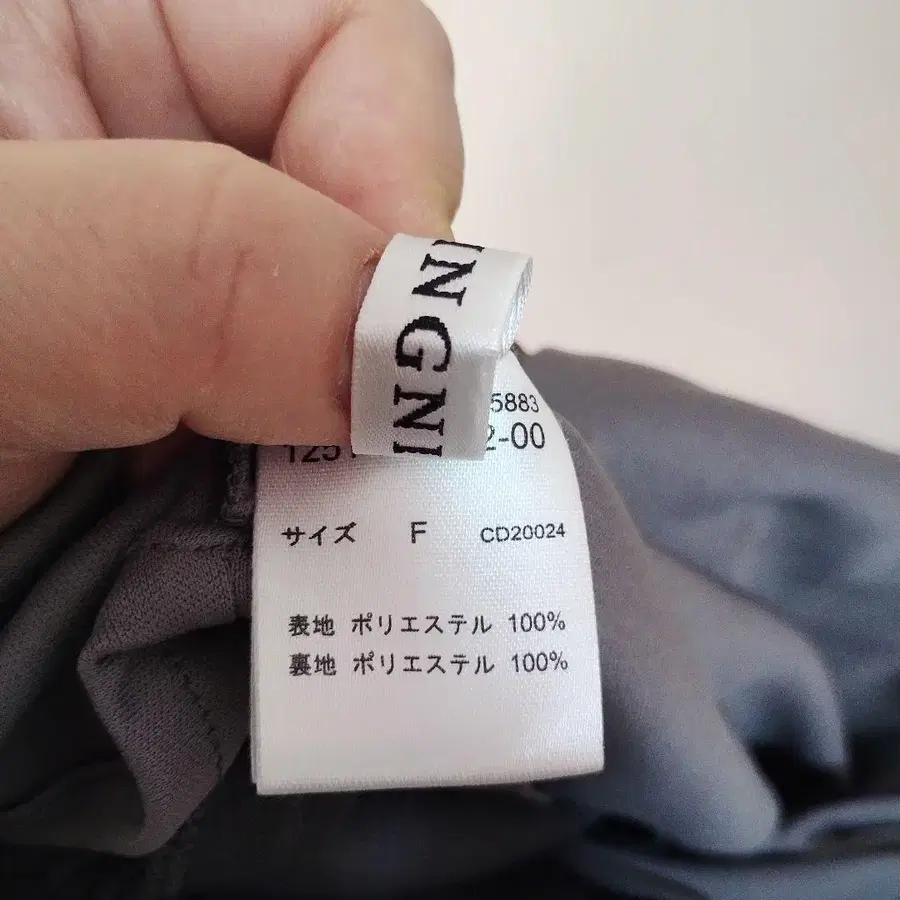 INGNI
5883
2-00
サイズ F CD20024
表地 ポリエステル 100%
裏地 ポリエステル 100%